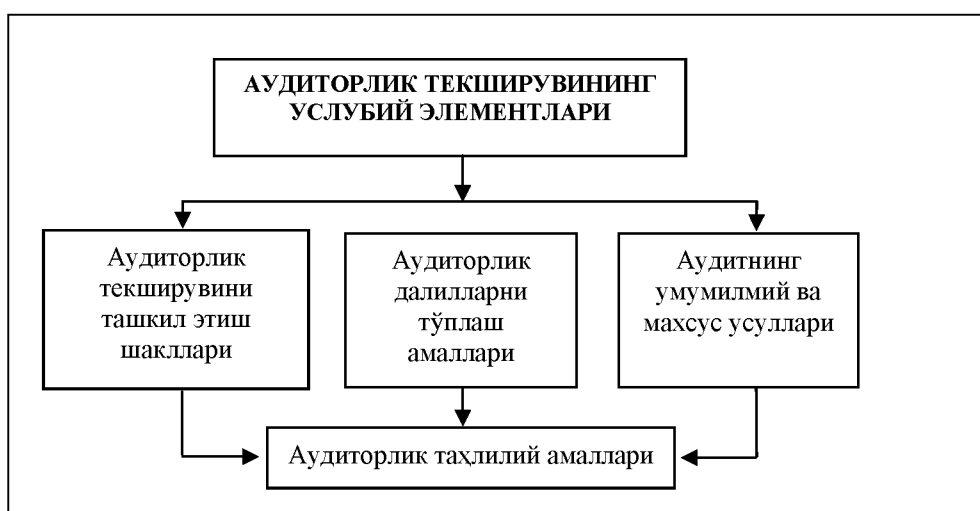 АУДИТОРЛИК ТЕКШИРУВИНИНГ
УСЛУБИЙ ЭЛЕМЕНТЛАРИ
Аудиторлик
текширувини
ташкил этиш
шакллари
Аудиторлик
далилларни
тўплаш
амаллари
Аудитнинг
умумилмий ва
махсус усуллари
Аудиторлик таҳлилий амаллари